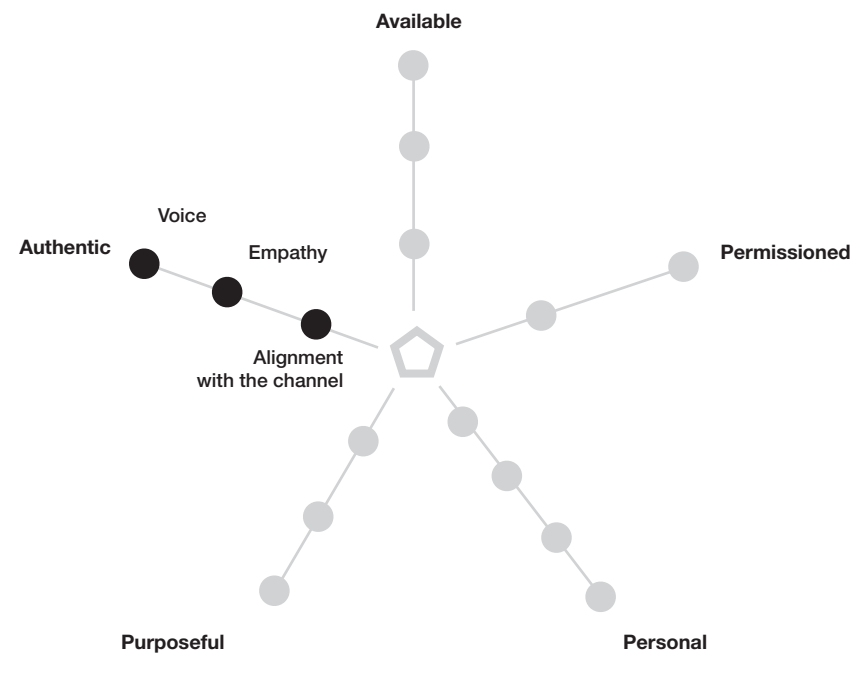 Available
Voice
Authentic
Empathy
Permissioned
Alignment
with the channel
Purposeful
Personal